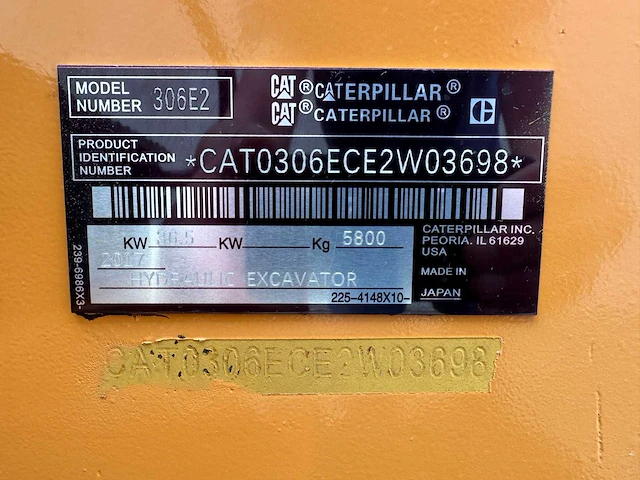 MODEL
NUMBER 306E2
CAT® CATERPILLAR®
CAT® CATERPILLAR® C
PRODUCT
IDENTIFICATION
NUMBER
*CAT0306ECE2W03698*
KW 30.5 KW Kg 5800
2017
HYDRAULIC EXCAVATOR
225-4148X10-
CATERPILLAR INC.
PEORIA. IL 61629
USA
MADE IN
JAPAN
239-6986X3-
CAT0306ECE2W03698